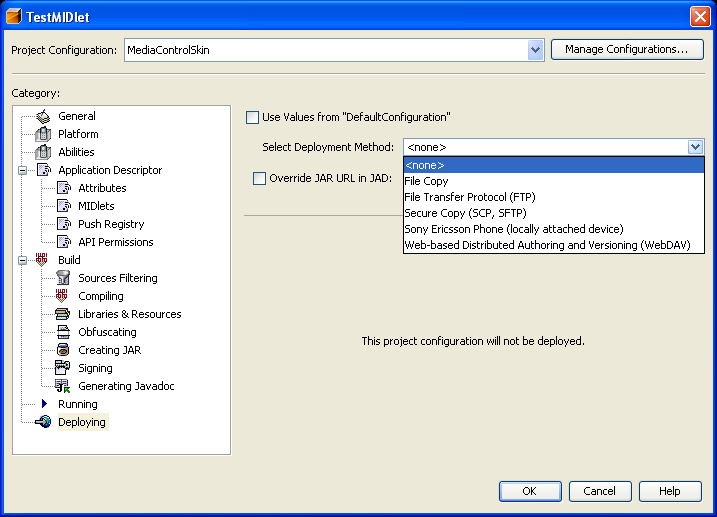 TestMIDlet
Project Configuration: MediaControlSkin Manage Configurations...
Category:
General
Platform
Abilities
Application Descriptor
Attributes
MIDlets
Push Registry
API Permissions
Build
Sources Filtering
Compiling
Libraries & Resources
Obfuscating
Creating JAR
Signing
Generating Javadoc
Running
Deploying
Use Values from "DefaultConfiguration"
Select Deployment Method: <none>
<none>
File Copy
File Transfer Protocol (FTP)
Secure Copy (SCP, SFTP)
Sony Ericsson Phone (locally attached device)
Web-based Distributed Authoring and Versioning (WebDAV)
Override JAR URL in JAD:
This project configuration will not be deployed.
OK Cancel Help